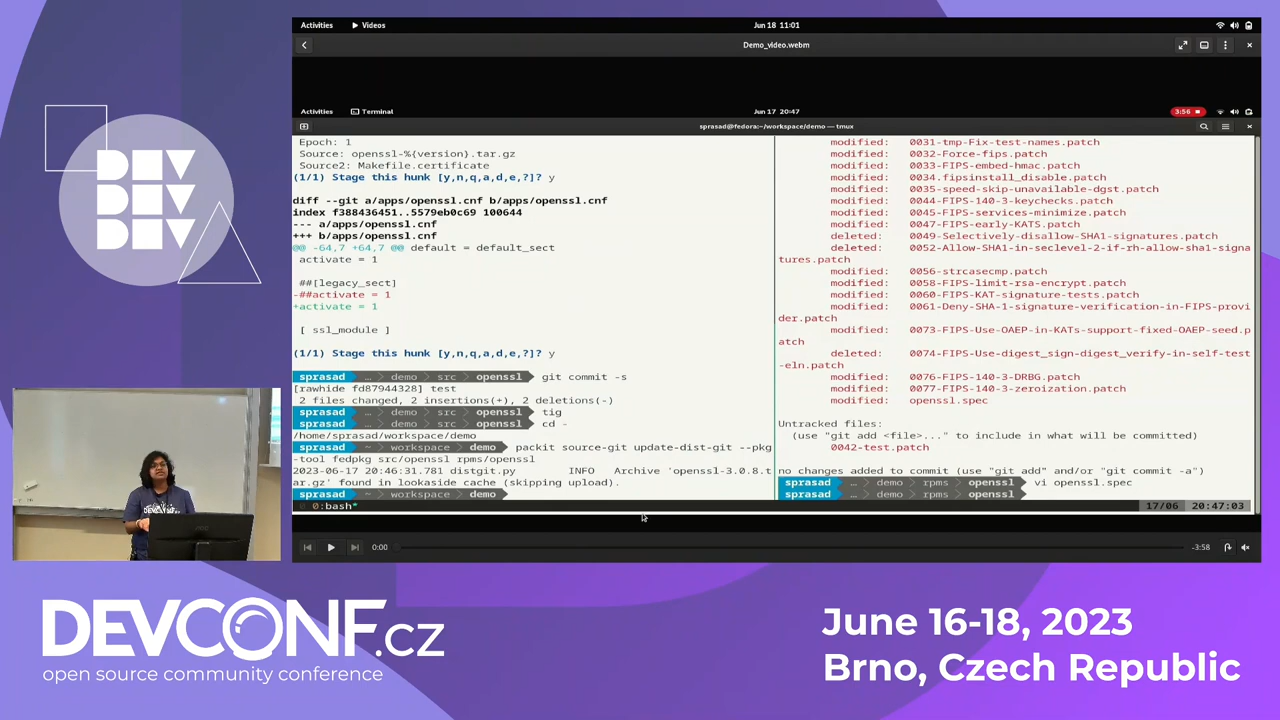 Activities
Videos
Jun 18 11:01
Demo_video.webm
Activities
Terminal
Jun 17 20:47
3:56
sprasad@fedora:~/workspace/demo — tmux
Epoch: 1
Source: openssl-%{version}.tar.gz
Source2: Makefile.certificate
(1/1) Stage this hunk [y,n,q,a,d,e,?]? y
diff --git a/apps/openssl.cnf b/apps/openssl.cnf
index f388436451..5579eb0c69 100644
--- a/apps/openssl.cnf
+++ b/apps/openssl.cnf
@@ -64,7 +64,7 @@ default = default_sect
activate = 1
##[legacy_sect]
-##activate = 1
+activate = 1
[ ssl_module ]
(1/1) Stage this hunk [y,n,q,a,d,e,?]? y
sprasad … > demo > src > openssl git commit -s
[rawhide fd87944328] test
2 files changed, 2 insertions(+), 2 deletions(-)
sprasad … > demo > src > openssl tig
sprasad … > demo > src > openssl cd -
/home/sprasad/workspace/demo
sprasad ~ > workspace > demo packit source-git update-dist-git --pkg
-tool fedpkg src/openssl rpms/openssl
2023-06-17 20:46:31.781 distgit.py INFO Archive 'openssl-3.0.8.t
ar.gz' found in lookaside cache (skipping upload).
sprasad ~ > workspace > demo
modified: 0031-tmp-Fix-test-names.patch
modified: 0032-Force-fips.patch
modified: 0033-FIPS-embed-hmac.patch
modified: 0034.fipsinstall_disable.patch
modified: 0035-speed-skip-unavailable-dgst.patch
modified: 0044-FIPS-140-3-keychecks.patch
modified: 0045-FIPS-services-minimize.patch
modified: 0047-FIPS-early-KATS.patch
deleted: 0049-Selectively-disallow-SHA1-signatures.patch
deleted: 0052-Allow-SHA1-in-seclevel-2-if-rh-allow-sha1-signa
tures.patch
modified: 0056-strcasecmp.patch
modified: 0058-FIPS-limit-rsa-encrypt.patch
modified: 0060-FIPS-KAT-signature-tests.patch
modified: 0061-Deny-SHA-1-signature-verification-in-FIPS-provi
der.patch
modified: 0073-FIPS-Use-OAEP-in-KATs-support-fixed-OAEP-seed.p
atch
deleted: 0074-FIPS-Use-digest_sign-digest_verify-in-self-test
-eln.patch
modified: 0076-FIPS-140-3-DRBG.patch
modified: 0077-FIPS-140-3-zeroization.patch
modified: openssl.spec
Untracked files:
(use "git add <file>..." to include in what will be committed)
0042-test.patch
no changes added to commit (use "git add" and/or "git commit -a")
sprasad … > demo > rpms > openssl vi openssl.spec
sprasad … > demo > rpms > openssl
0:bash*
17/06 20:47:03
0:00
-3:58
DEV
DEV
DEV
DEVCONF.cz
open source community conference
June 16-18, 2023
Brno, Czech Republic